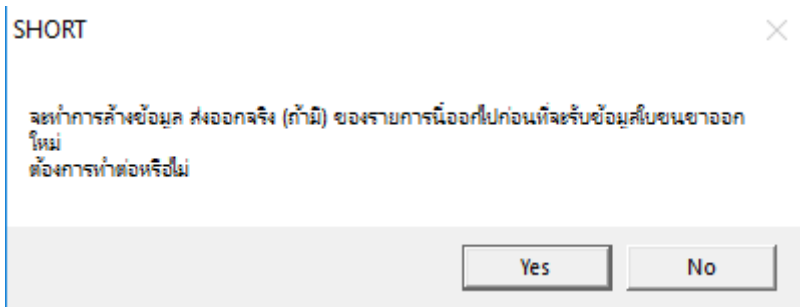 SHORT
จะทำการล้างข้อมูล ส่งออกจริง (ถ้ามี) ของรายการนี้ออกไปก่อนที่จะรับข้อมูลใบขนขาออก
ใหม่
ต้องการทำต่อหรือไม่
Yes
No